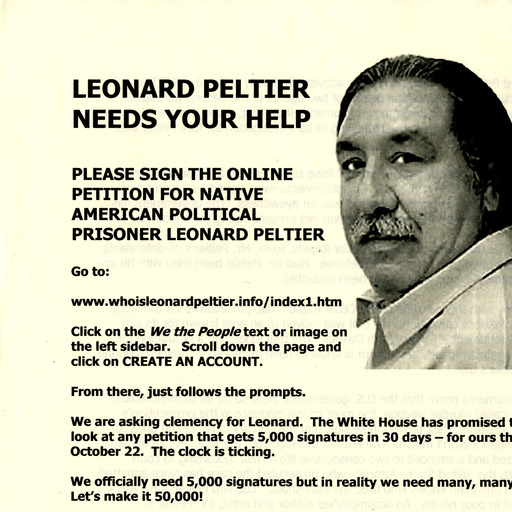 LEONARD PELTIER
NEEDS YOUR HELP
PLEASE SIGN THE ONLINE
PETITION FOR NATIVE
AMERICAN POLITICAL
PRISONER LEONARD PELTIER
Go to:
www.whoisleonardpeltier.info/index1.htm
Click on the We the People text or image on
the left sidebar. Scroll down the page and
click on CREATE AN ACCOUNT.
From there, just follows the prompts.
We are asking clemency for Leonard. The White House has promised t
look at any petition that gets 5,000 signatures in 30 days – for ours th
October 22. The clock is ticking.
We officially need 5,000 signatures but in reality we need many, many
Let's make it 50,000!